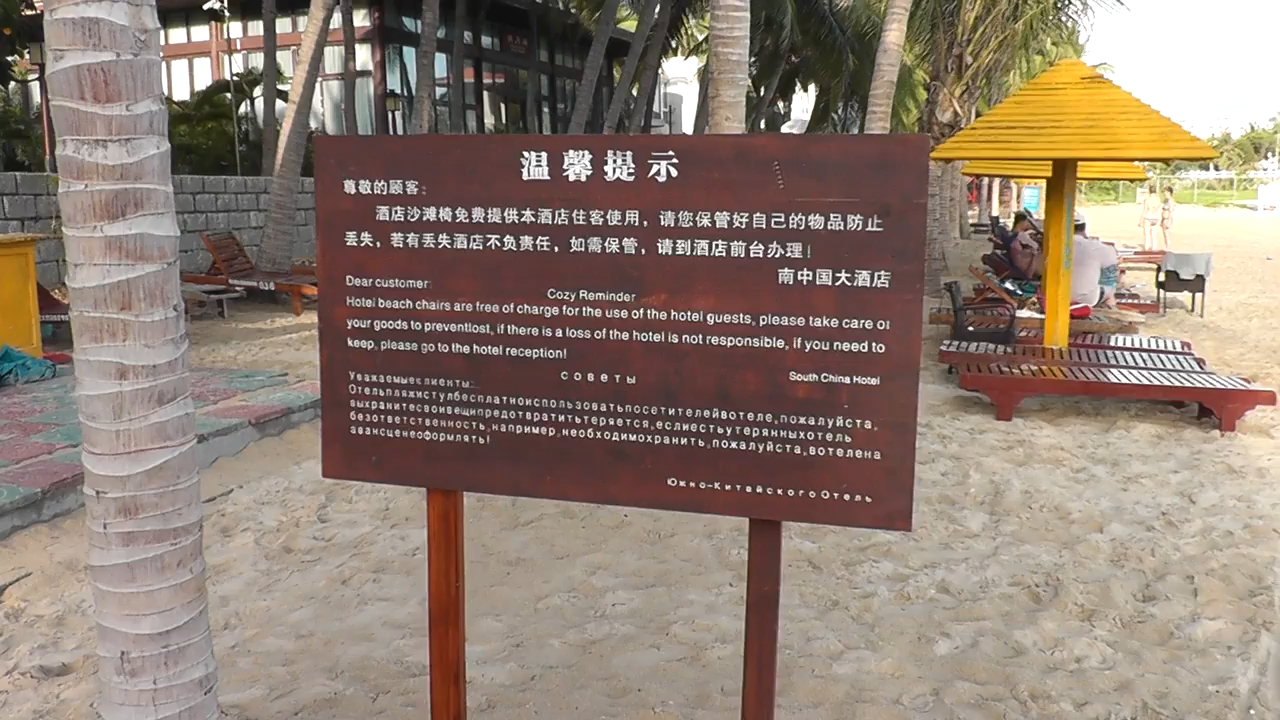 温馨提示
尊敬的顾客：
酒店沙滩椅免费提供本酒店住客使用，请您保管好自己的物品防止
丢失，若有丢失酒店不负责任，如需保管，请到酒店前台办理！
南中国大酒店
Dear customer:
Cozy Reminder
Hotel beach chairs are free of charge for the use of the hotel guests, please take care of
your goods to preventlost, if there is a loss of the hotel is not responsible, if you need to
keep, please go to the hotel reception!
South China Hotel
советы
Уважаемыеклиенты:
Отельпляжистулбесплатноиспользоватьпосетителейвотеле,пожалуйста,
выхранитесвоивещипредотвратитьтеряется,еслиестьутерянныхотель
безответственность,например,необходимохранить,пожалуйста,вотелена
авансценеоформлять!
Южно-КитайскогоОтель
036